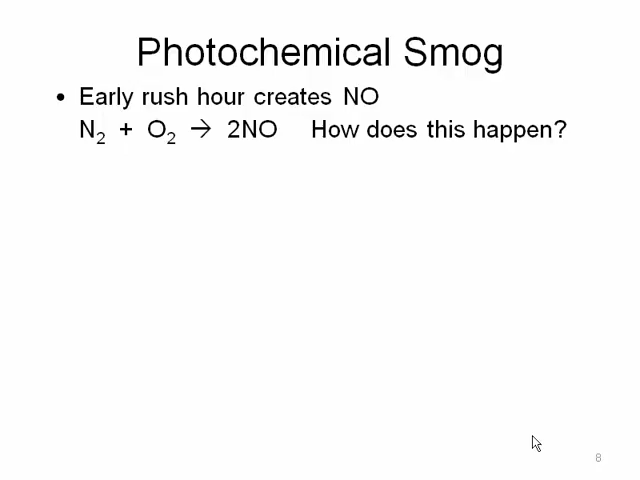 Photochemical Smog
• Early rush hour creates NO
N₂ + O₂ → 2NO How does this happen?
8